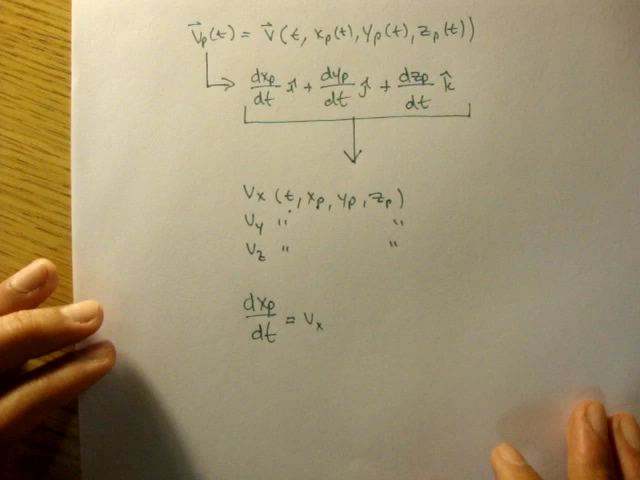 v⃗p(t) = v⃗(t, xp(t), yp(t), zp(t))
dxp/dt î + dyp/dt ĵ + dzp/dt k̂
vx (t, xp, yp, zp)
vy " "
vz " "
dxp/dt = vx